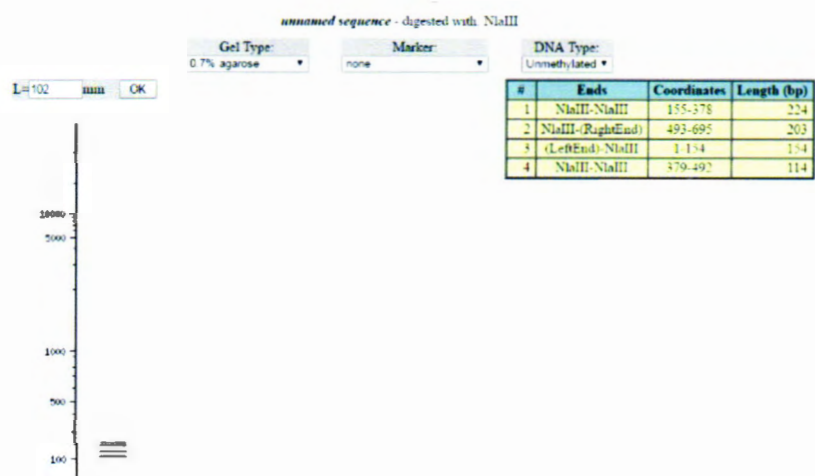 unnamed sequence - digested with: NlaIII
Gel Type: Marker: DNA Type:
0.7% agarose none Unmethylated
L= 102 mm OK
# Ends Coordinates Length (bp)
1 NlaIII-NlaIII 155-378 224
2 NlaIII-(RightEnd) 493-695 203
3 (LeftEnd)-NlaIII 1-154 154
4 NlaIII-NlaIII 379-492 114
10000
5000
1000
500
100